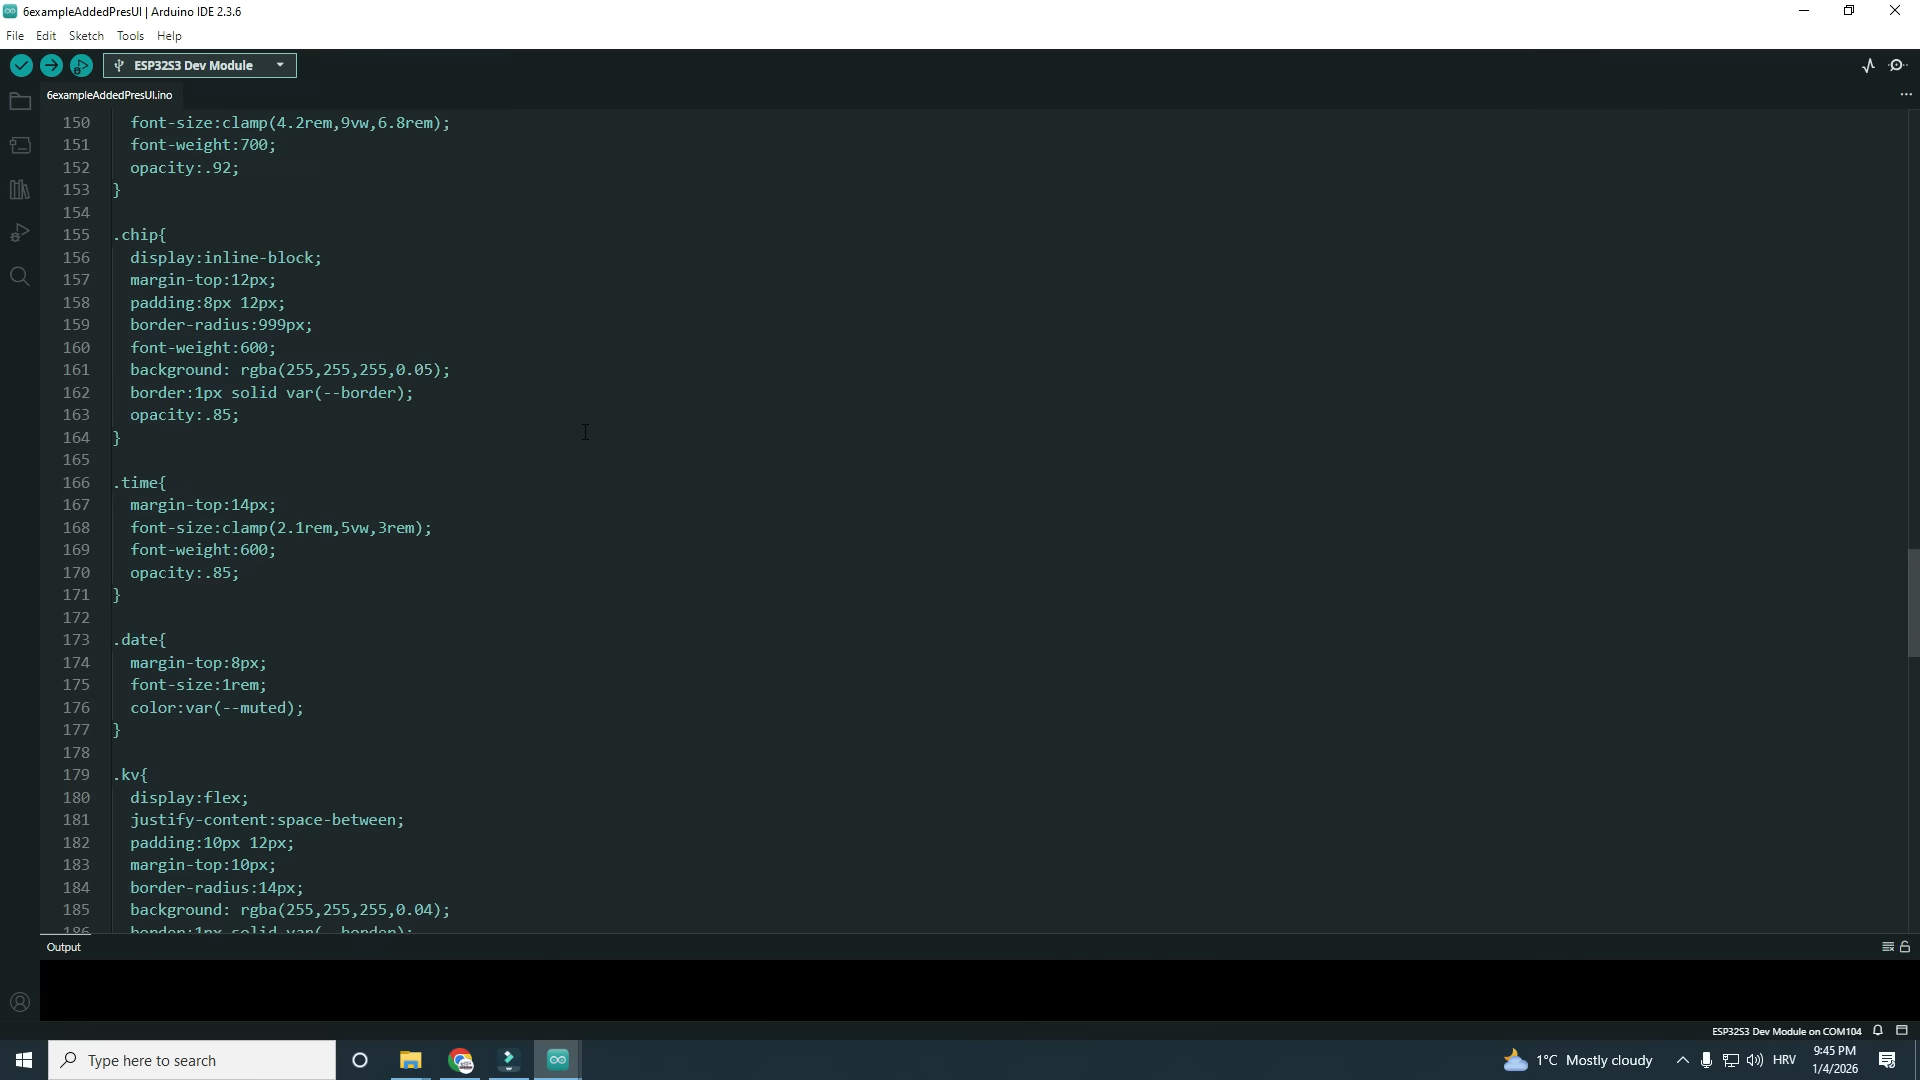 6exampleAddedPresUI | Arduino IDE 2.3.6
File Edit Sketch Tools Help
ESP32S3 Dev Module
6exampleAddedPresUI.ino
150 font-size:clamp(4.2rem,9vw,6.8rem);
151 font-weight:700;
152 opacity:.92;
153 }
154
155 .chip{
156 display:inline-block;
157 margin-top:12px;
158 padding:8px 12px;
159 border-radius:999px;
160 font-weight:600;
161 background: rgba(255,255,255,0.05);
162 border:1px solid var(--border);
163 opacity:.85;
164 }
165
166 .time{
167 margin-top:14px;
168 font-size:clamp(2.1rem,5vw,3rem);
169 font-weight:600;
170 opacity:.85;
171 }
172
173 .date{
174 margin-top:8px;
175 font-size:1rem;
176 color:var(--muted);
177 }
178
179 .kv{
180 display:flex;
181 justify-content:space-between;
182 padding:10px 12px;
183 margin-top:10px;
184 border-radius:14px;
185 background: rgba(255,255,255,0.04);
186 border:1px solid var(--border);
Output
ESP32S3 Dev Module on COM104
Type here to search
1°C Mostly cloudy
HRV
9:45 PM
1/4/2026